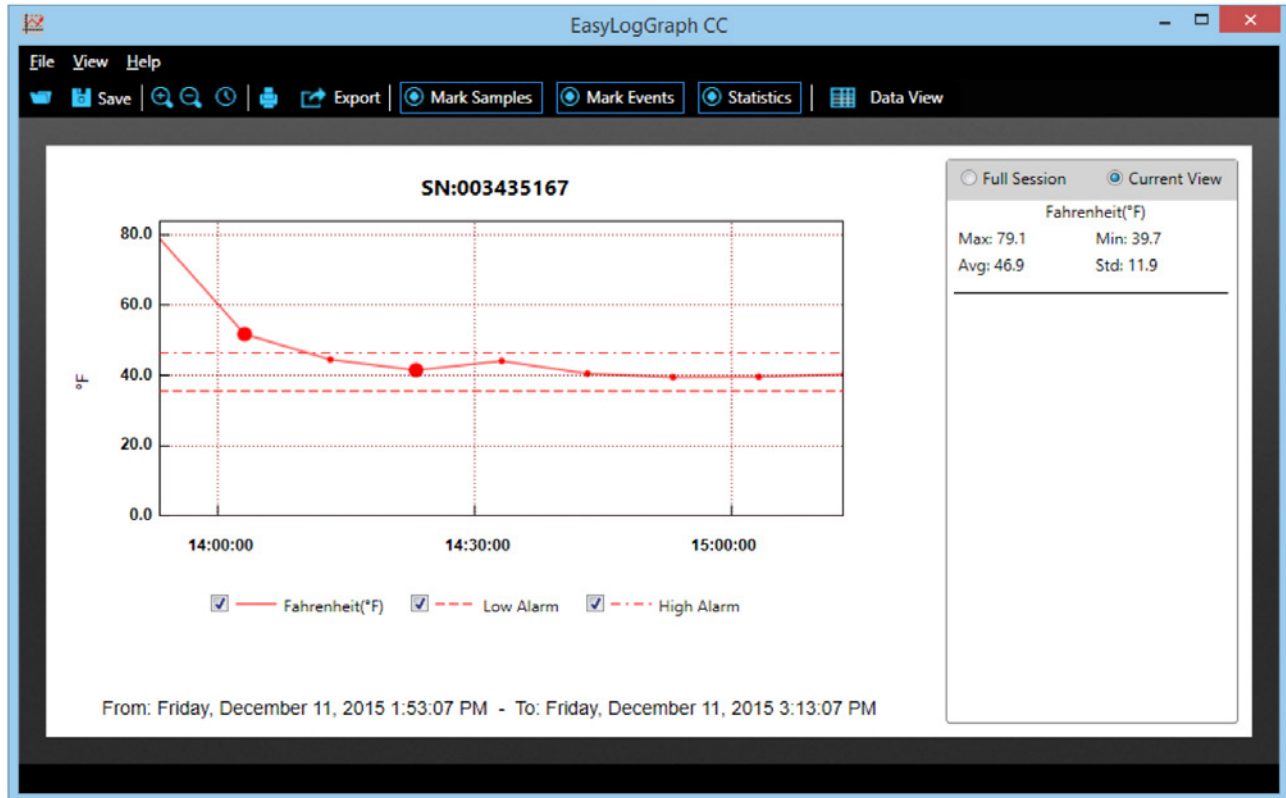 EasyLogGraph CC
File View Help
Save Export Mark Samples Mark Events Statistics Data View
SN:003435167
80.0
60.0
40.0
20.0
0.0
°F
14:00:00 14:30:00 15:00:00
Fahrenheit(°F) Low Alarm High Alarm
From: Friday, December 11, 2015 1:53:07 PM - To: Friday, December 11, 2015 3:13:07 PM
Full Session Current View
Fahrenheit(°F)
Max: 79.1 Min: 39.7
Avg: 46.9 Std: 11.9